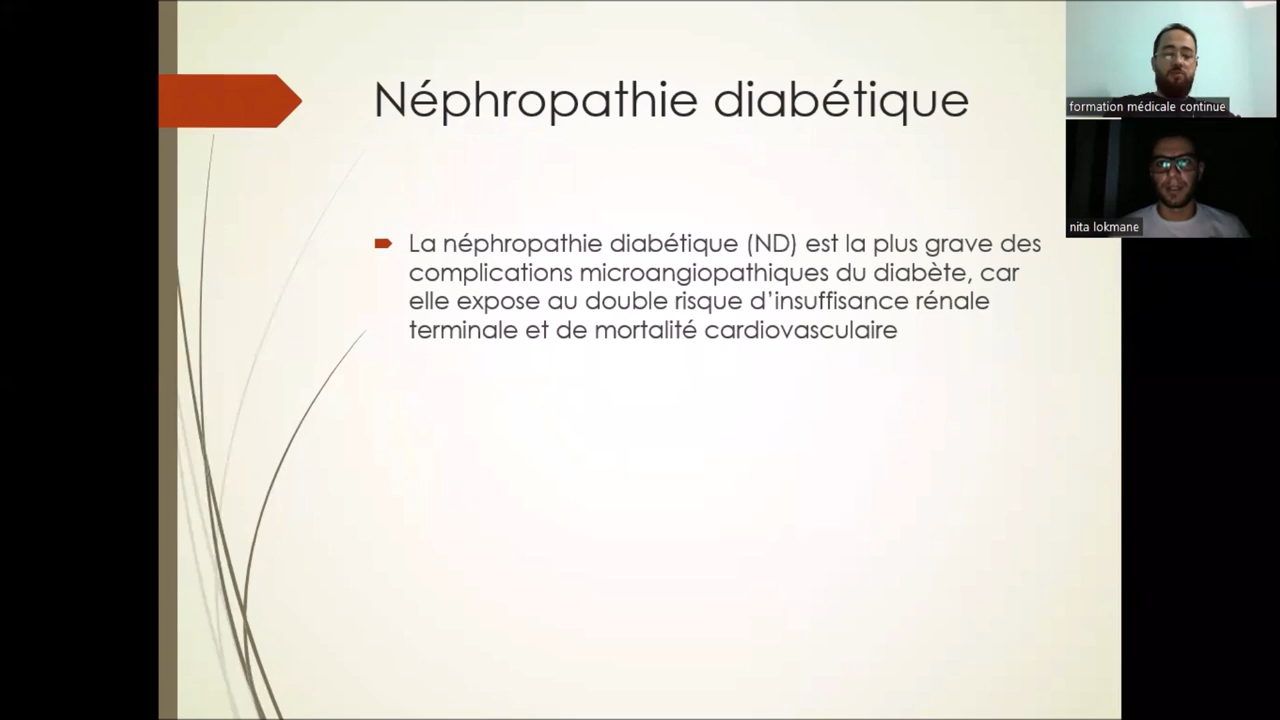 Néphropathie diabétique
La néphropathie diabétique (ND) est la plus grave des
complications microangiopathiques du diabète, car
elle expose au double risque d’insuffisance rénale
terminale et de mortalité cardiovasculaire
formation médicale continue
nita lokmane